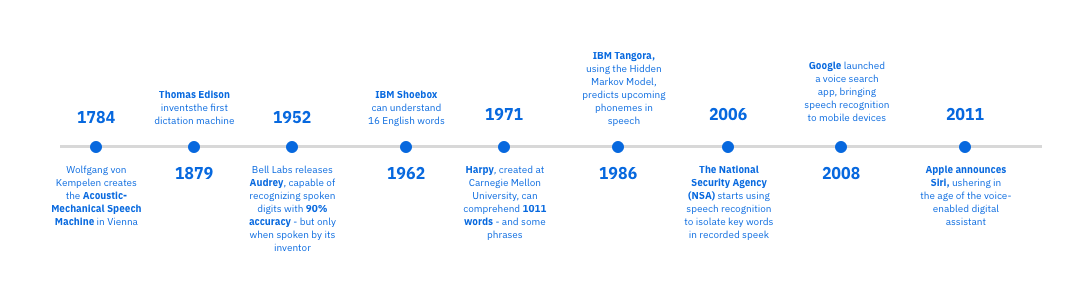 1784
Wolfgang von
Kempelen creates
the Acoustic-
Mechanical Speech
Machine in Vienna
Thomas Edison
inventsthe first
dictation machine
1879
1952
Bell Labs releases
Audrey, capable of
recognizing spoken
digits with 90%
accuracy - but only
when spoken by its
inventor
IBM Shoebox
can understand
16 English words
1962
1971
Harpy, created at
Carnegie Mellon
University, can
comprehend 1011
words - and some
phrases
IBM Tangora,
using the Hidden
Markov Model,
predicts upcoming
phonemes in
speech
1986
2006
The National
Security Agency
(NSA) starts using
speech recognition
to isolate key words
in recorded speek
Google launched
a voice search
app, bringing
speech recognition
to mobile devices
2008
2011
Apple announces
Siri, ushering in
the age of the voice-
enabled digital
assistant